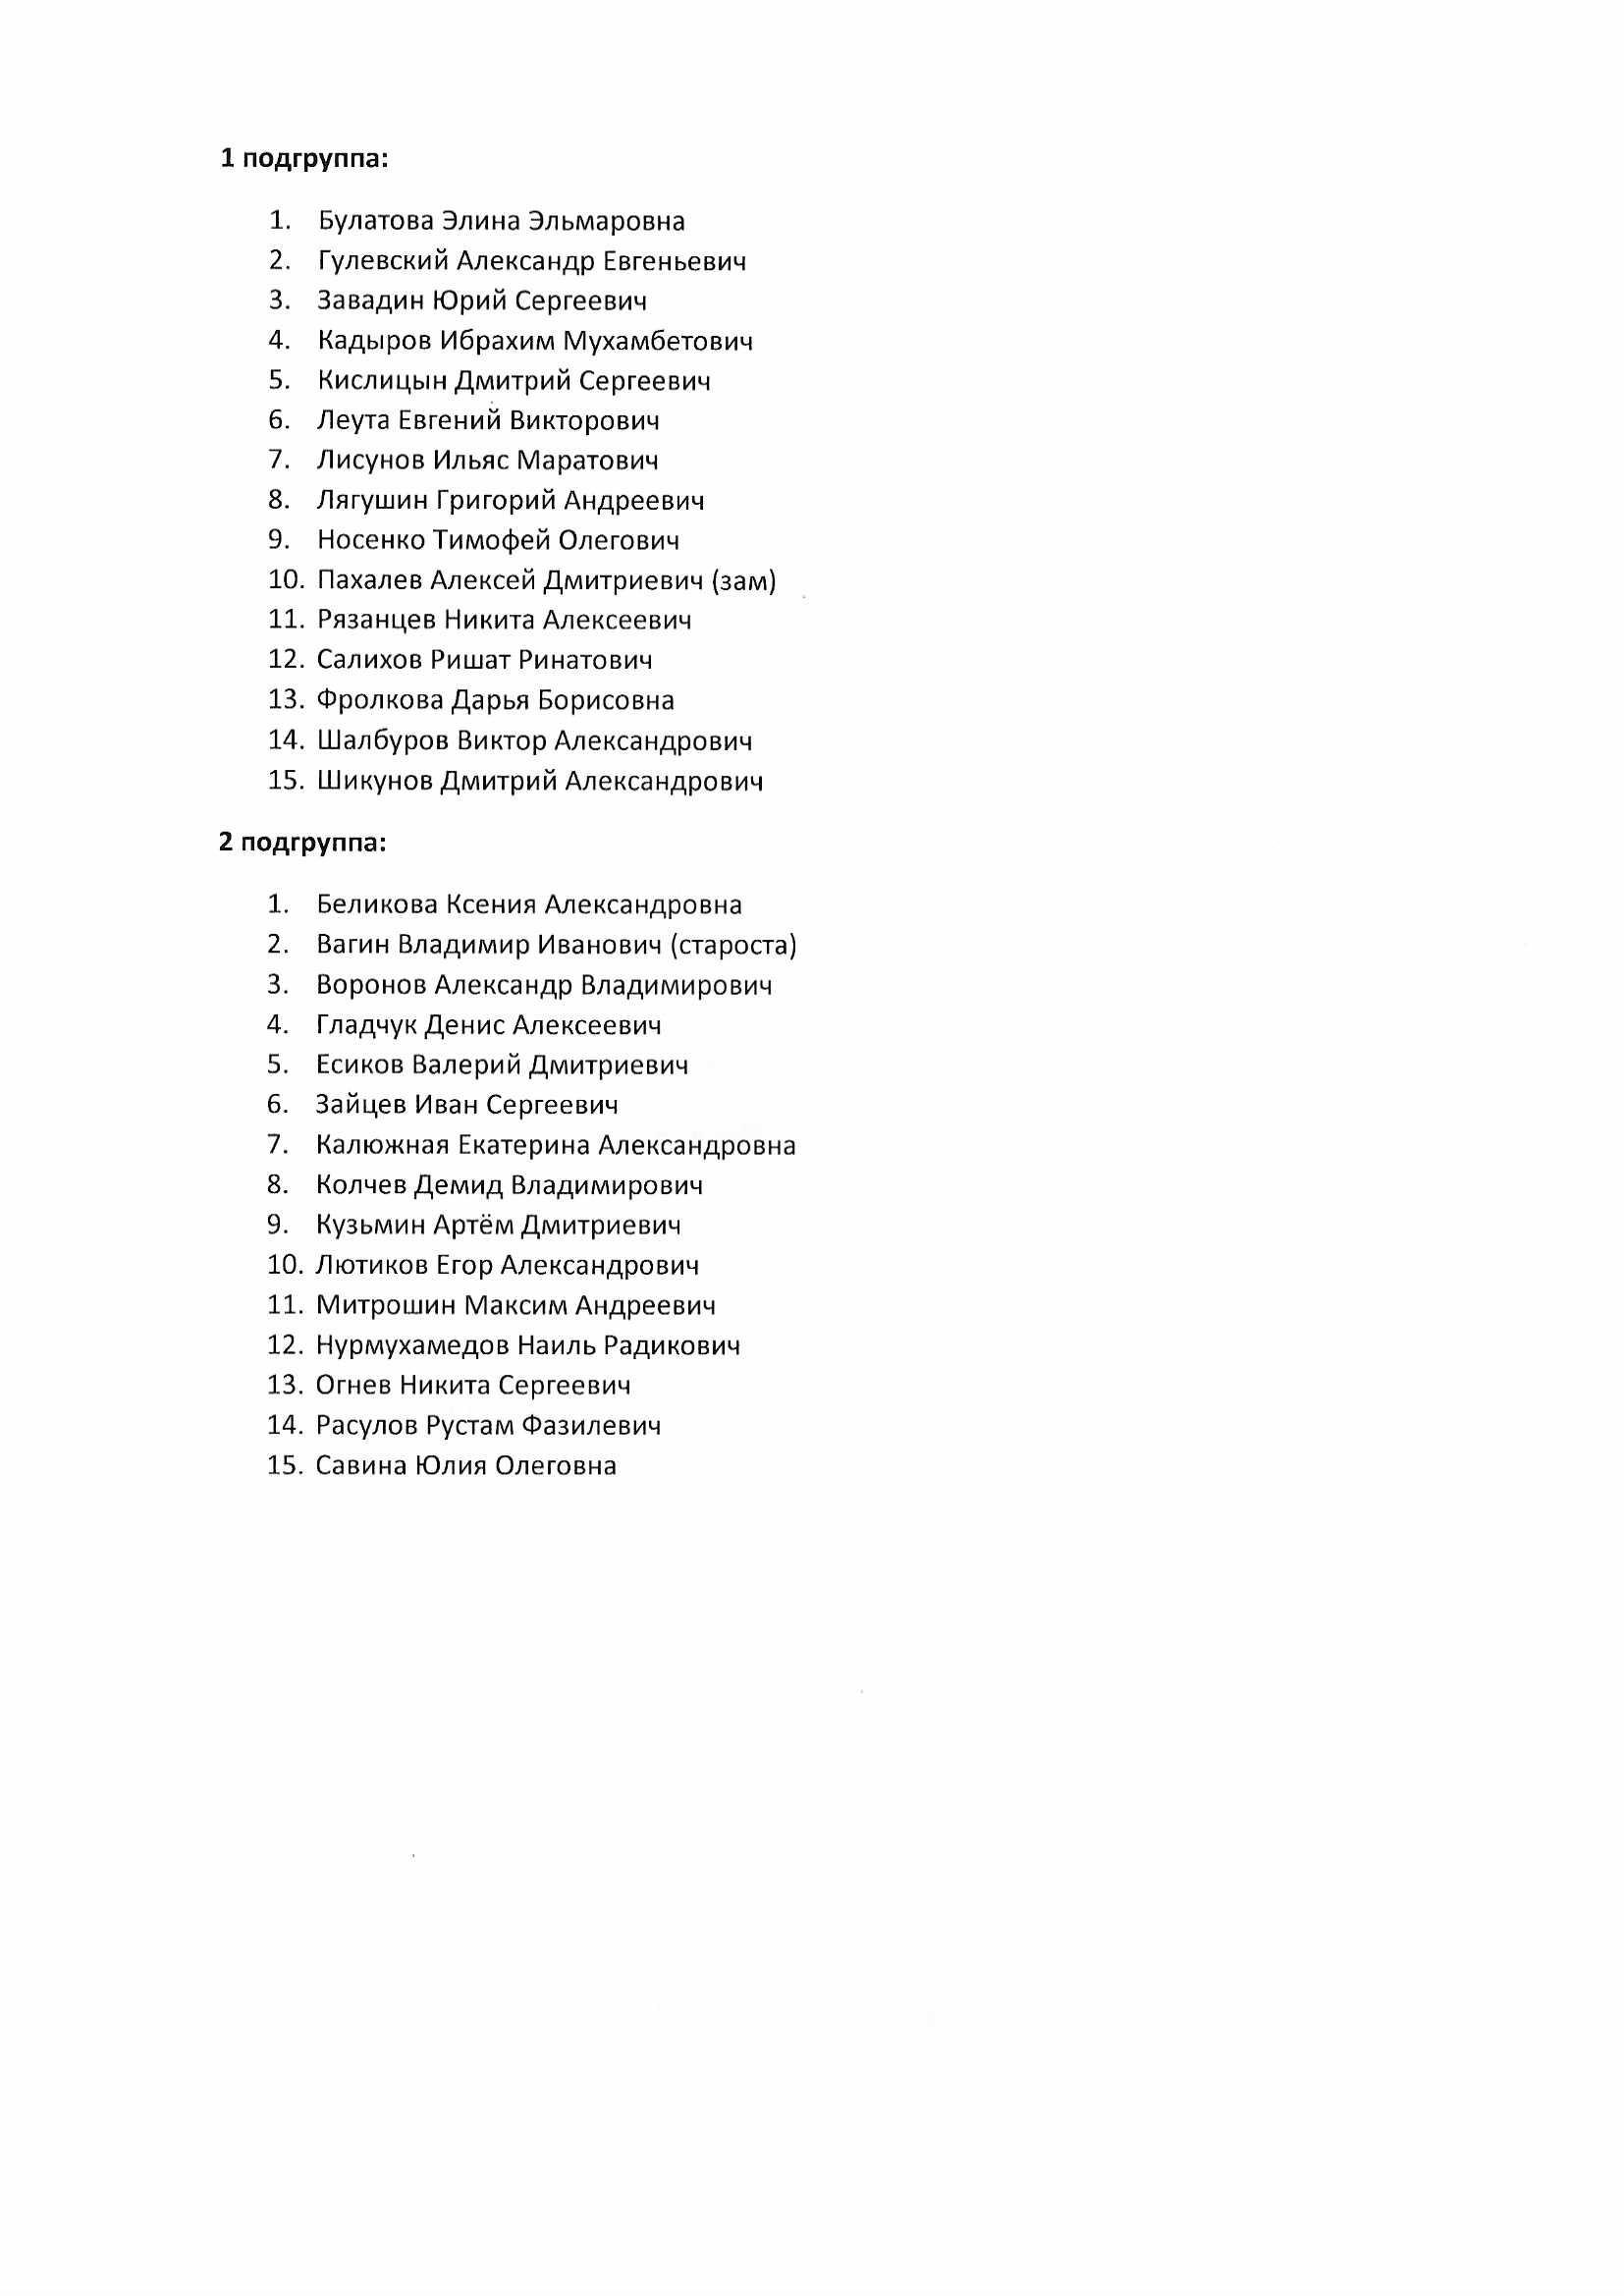 1 подгруппа:
1. Булатова Элина Эльмаровна
2. Гулевский Александр Евгеньевич
3. Завадин Юрий Сергеевич
4. Кадыров Ибрахим Мухамбетович
5. Кислицын Дмитрий Сергеевич
6. Леута Евгений Викторович
7. Лисунов Ильяс Маратович
8. Лягушин Григорий Андреевич
9. Носенко Тимофей Олегович
10. Пахалев Алексей Дмитриевич (зам)
11. Рязанцев Никита Алексеевич
12. Салихов Ришат Ринатович
13. Фролкова Дарья Борисовна
14. Шалбуров Виктор Александрович
15. Шикунов Дмитрий Александрович
2 подгруппа:
1. Беликова Ксения Александровна
2. Вагин Владимир Иванович (староста)
3. Воронов Александр Владимирович
4. Гладчук Денис Алексеевич
5. Есиков Валерий Дмитриевич
6. Зайцев Иван Сергеевич
7. Калюжная Екатерина Александровна
8. Колчев Демид Владимирович
9. Кузьмин Артём Дмитриевич
10. Лютиков Егор Александрович
11. Митрошин Максим Андреевич
12. Нурмухамедов Наиль Радикович
13. Огнев Никита Сергеевич
14. Расулов Рустам Фазилевич
15. Савина Юлия Олеговна